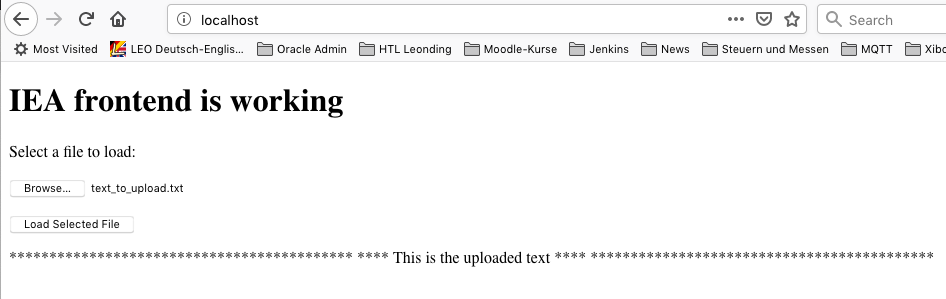 localhost
Search
Most Visited LEO Deutsch-Englis... Oracle Admin HTL Leonding Moodle-Kurse Jenkins News Steuern und Messen MQTT Xibo
IEA frontend is working
Select a file to load:
Browse... text_to_upload.txt
Load Selected File
******************************************* **** This is the uploaded text **** *******************************************